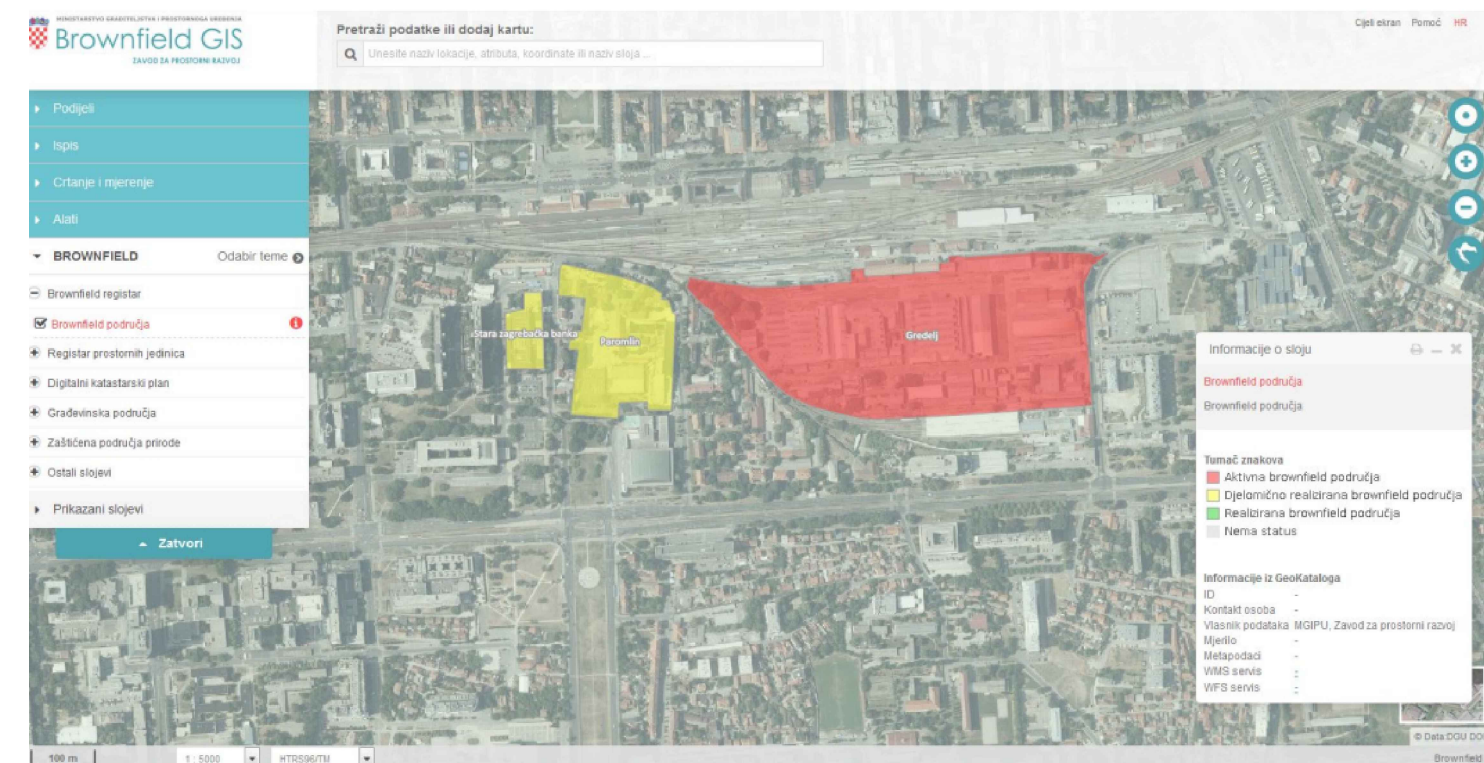 MINISTARSTVO GRADITELJSTVA I PROSTORNOGA UREĐENJA
Brownfield GIS
ZAVOD ZA PROSTORNI RAZVOJ
Pretraži podatke ili dodaj kartu:
Unesite naziv lokacije, atributa, koordinate ili naziv sloja ...
Cijeli ekran Pomoć HR
Podijeli
Ispis
Crtanje i mjerenje
Alati
BROWNFIELD Odabir teme
Brownfield registar
Brownfield područja
Registar prostornih jedinica
Digitalni katastarski plan
Građevinska područja
Zaštićena područja prirode
Ostali slojevi
Prikazani slojevi
Zatvori
Stara zagrebačka banka
Paromlin
Gredelj
Informacije o sloju
Brownfield područja
Brownfield područja
Tumač znakova
Aktivna brownfield područja
Djelomično realizirana brownfield područja
Realizirana brownfield područja
Nema status
Informacije iz GeoKataloga
ID -
Kontakt osoba -
Vlasnik podataka MGIPU, Zavod za prostorni razvoj
Mjerilo -
Metapodaci -
WMS servis -
WFS servis -
© Data:DGU DO
100 m
1 : 5000
HTRS96/TM
Brownfield